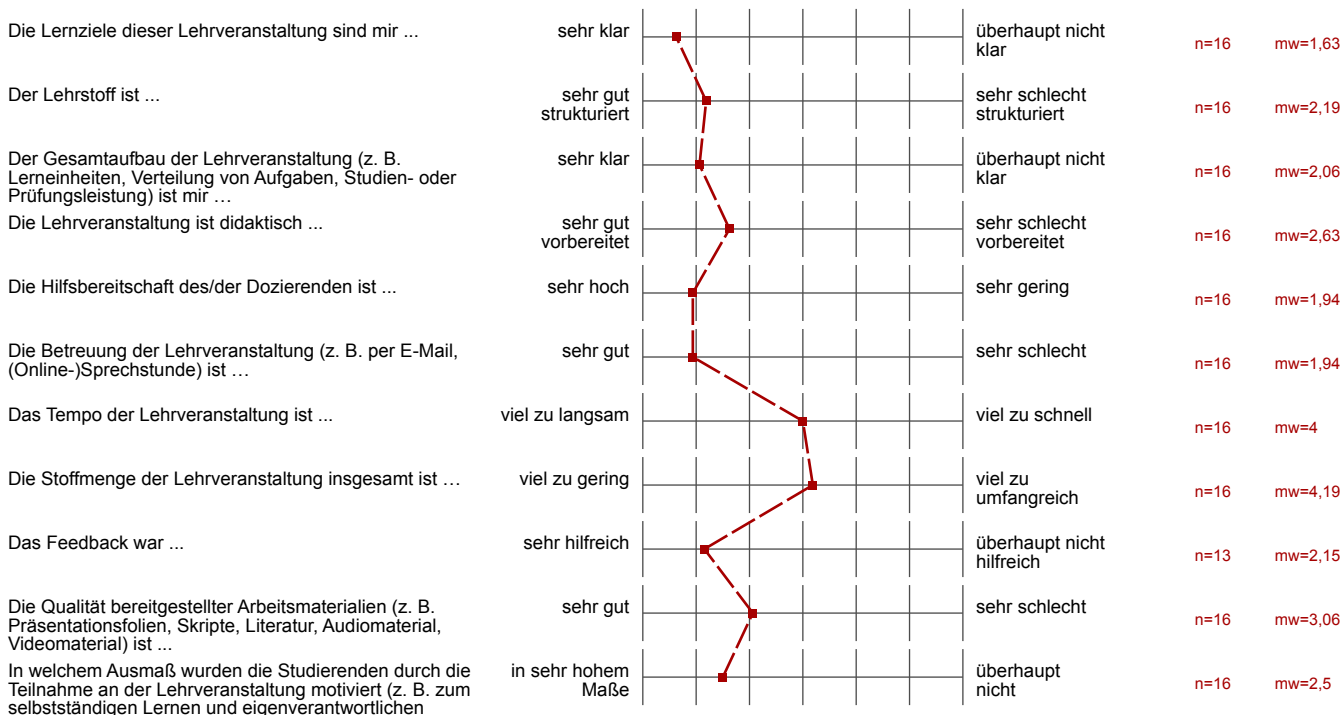 Die Lernziele dieser Lehrveranstaltung sind mir ...
sehr klar
überhaupt nicht
klar
n=16
mw=1,63
Der Lehrstoff ist ...
sehr gut
strukturiert
sehr schlecht
strukturiert
n=16
mw=2,19
Der Gesamtaufbau der Lehrveranstaltung (z. B.
Lerneinheiten, Verteilung von Aufgaben, Studien- oder
Prüfungsleistung) ist mir …
sehr klar
überhaupt nicht
klar
n=16
mw=2,06
Die Lehrveranstaltung ist didaktisch ...
sehr gut
vorbereitet
sehr schlecht
vorbereitet
n=16
mw=2,63
Die Hilfsbereitschaft des/der Dozierenden ist ...
sehr hoch
sehr gering
n=16
mw=1,94
Die Betreuung der Lehrveranstaltung (z. B. per E-Mail,
(Online-)Sprechstunde) ist …
sehr gut
sehr schlecht
n=16
mw=1,94
Das Tempo der Lehrveranstaltung ist ...
viel zu langsam
viel zu schnell
n=16
mw=4
Die Stoffmenge der Lehrveranstaltung insgesamt ist …
viel zu gering
viel zu
umfangreich
n=16
mw=4,19
Das Feedback war ...
sehr hilfreich
überhaupt nicht
hilfreich
n=13
mw=2,15
Die Qualität bereitgestellter Arbeitsmaterialien (z. B.
Präsentationsfolien, Skripte, Literatur, Audiomaterial,
Videomaterial) ist ...
sehr gut
sehr schlecht
n=16
mw=3,06
In welchem Ausmaß wurden die Studierenden durch die
Teilnahme an der Lehrveranstaltung motiviert (z. B. zum
selbstständigen Lernen und eigenverantwortlichen
in sehr hohem
Maße
überhaupt
nicht
n=16
mw=2,5